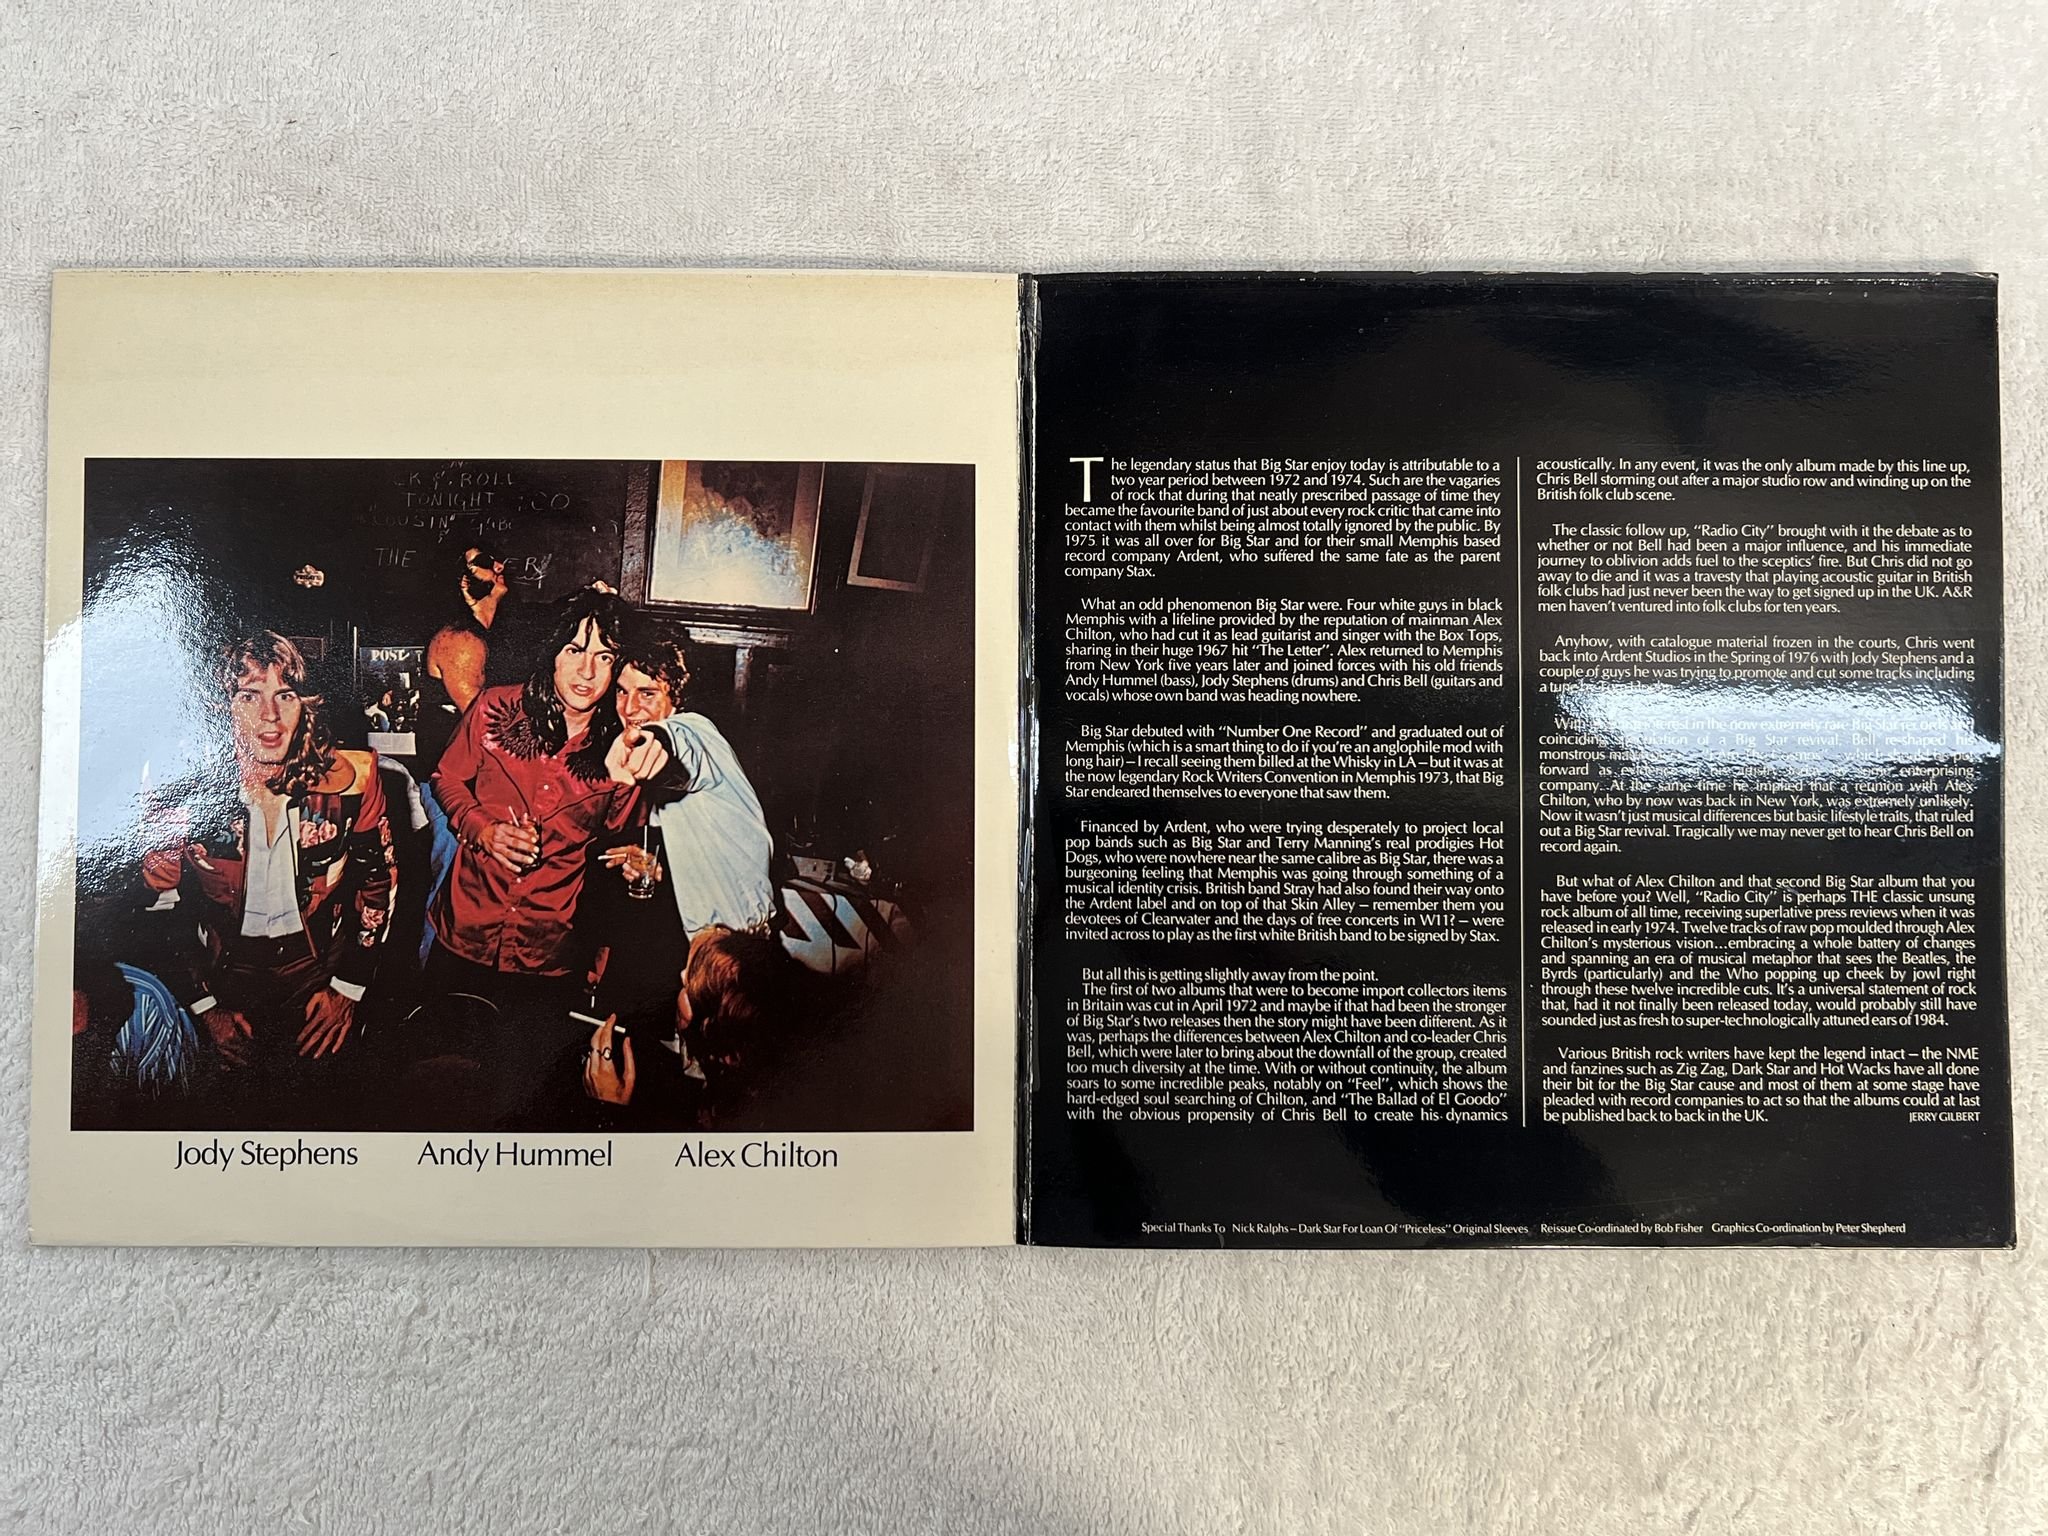 CK & ROLL
TONIGHT
COUSIN
THE
POST
Jody Stephens Andy Hummel Alex Chilton
The legendary status that Big Star enjoy today is attributable to a
two year period between 1972 and 1974. Such are the vagaries
of rock that during that neatly prescribed passage of time they
became the favourite band of just about every rock critic that came into
contact with them whilst being almost totally ignored by the public. By
1975 it was all over for Big Star and for their small Memphis based
record company Ardent, who suffered the same fate as the parent
company Stax.
What an odd phenomenon Big Star were. Four white guys in black
Memphis with a lifeline provided by the reputation of mainman Alex
Chilton, who had cut it as lead guitarist and singer with the Box Tops,
sharing in their huge 1967 hit "The Letter". Alex returned to Memphis
from New York five years later and joined forces with his old friends
Andy Hummel (bass), Jody Stephens (drums) and Chris Bell (guitars and
vocals) whose own band was heading nowhere.
Big Star debuted with "Number One Record" and graduated out of
Memphis (which is a smart thing to do if you're an anglophile mod with
long hair) – I recall seeing them billed at the Whisky in LA – but it was at
the now legendary Rock Writers Convention in Memphis 1973, that Big
Star endeared themselves to everyone that saw them.
Financed by Ardent, who were trying desperately to project local
pop bands such as Big Star and Terry Manning's real prodigies Hot
Dogs, who were nowhere near the same calibre as Big Star, there was a
burgeoning feeling that Memphis was going through something of a
musical identity crisis. British band Stray had also found their way onto
the Ardent label and on top of that Skin Alley – remember them you
devotees of Clearwater and the days of free concerts in W11? – were
invited across to play as the first white British band to be signed by Stax.
But all this is getting slightly away from the point.
The first of two albums that were to become import collectors items
in Britain was cut in April 1972 and maybe if that had been the stronger
of Big Star's two releases then the story might have been different. As it
was, perhaps the differences between Alex Chilton and co-leader Chris
Bell, which were later to bring about the downfall of the group, created
too much diversity at the time. With or without continuity, the album
soars to some incredible peaks, notably on "Feel", which shows the
hard-edged soul searching of Chilton, and "The Ballad of El Goodo"
with the obvious propensity of Chris Bell to create his dynamics
acoustically. In any event, it was the only album made by this line up,
Chris Bell storming out after a major studio row and winding up on the
British folk club scene.
The classic follow up, "Radio City" brought with it the debate as to
whether or not Bell had been a major influence, and his immediate
journey to oblivion adds fuel to the sceptics' fire. But Chris did not go
away to die and it was a travesty that playing acoustic guitar in British
folk clubs had just never been the way to get signed up in the UK. A&R
men haven't ventured into folk clubs for ten years.
Anyhow, with catalogue material frozen in the courts, Chris went
back into Ardent Studios in the Spring of 1976 with Jody Stephens and a
couple of guys he was trying to promote and cut some tracks including
a tune
With interest in the now extremely rare Big Star records and
coinciding of a Big Star revival, Bell re-shaped his
monstrous which could be put
forward as evidence of his artistry some enterprising
company. At the same time he implied that a reunion with Alex
Chilton, who by now was back in New York, was extremely unlikely.
Now it wasn't just musical differences but basic lifestyle traits, that ruled
out a Big Star revival. Tragically we may never get to hear Chris Bell on
record again.
But what of Alex Chilton and that second Big Star album that you
have before you? Well, "Radio City" is perhaps THE classic unsung
rock album of all time, receiving superlative press reviews when it was
released in early 1974. Twelve tracks of raw pop moulded through Alex
Chilton's mysterious vision...embracing a whole battery of changes
and spanning an era of musical metaphor that sees the Beatles, the
Byrds (particularly) and the Who popping up cheek by jowl right
through these twelve incredible cuts. It's a universal statement of rock
that, had it not finally been released today, would probably still have
sounded just as fresh to super-technologically attuned ears of 1984.
Various British rock writers have kept the legend intact – the NME
and fanzines such as Zig Zag, Dark Star and Hot Wacks have all done
their bit for the Big Star cause and most of them at some stage have
pleaded with record companies to act so that the albums could at last
be published back to back in the UK. JERRY GILBERT
Special Thanks To Nick Ralphs – Dark Star For Loan Of "Priceless" Original Sleeves Reissue Co-ordinated by Bob Fisher Graphics Co-ordination by Peter Shepherd